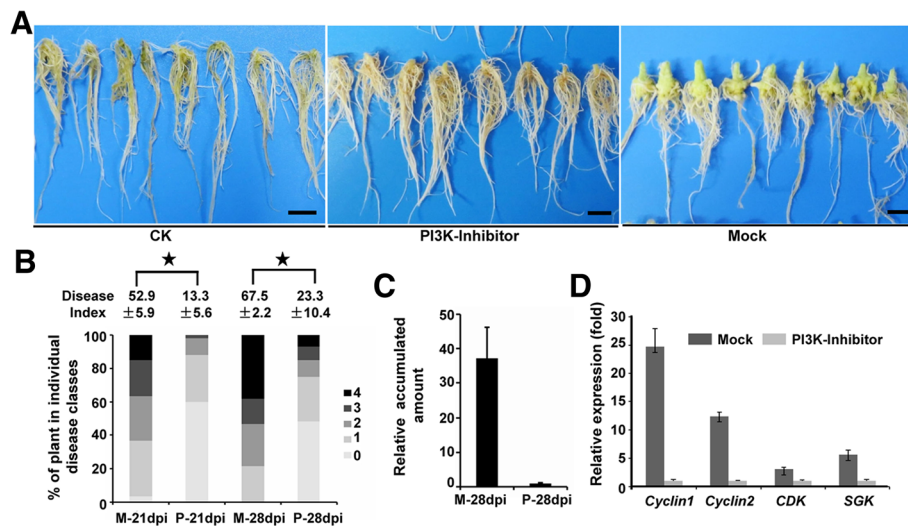 A
CK
PI3K-Inhibitor
Mock
B
Disease Index
52.9 ±5.9
13.3 ±5.6
67.5 ±2.2
23.3 ±10.4
% of plant in individual disease classes
100
80
60
40
20
0
4
3
2
1
0
M-21dpi P-21dpi M-28dpi P-28dpi
C
Relative accumulated amount
50
40
30
20
10
0
M-28dpi P-28dpi
D
Relative expression (fold)
30
25
20
15
10
5
0
Mock PI3K-Inhibitor
Cyclin1 Cyclin2 CDK SGK